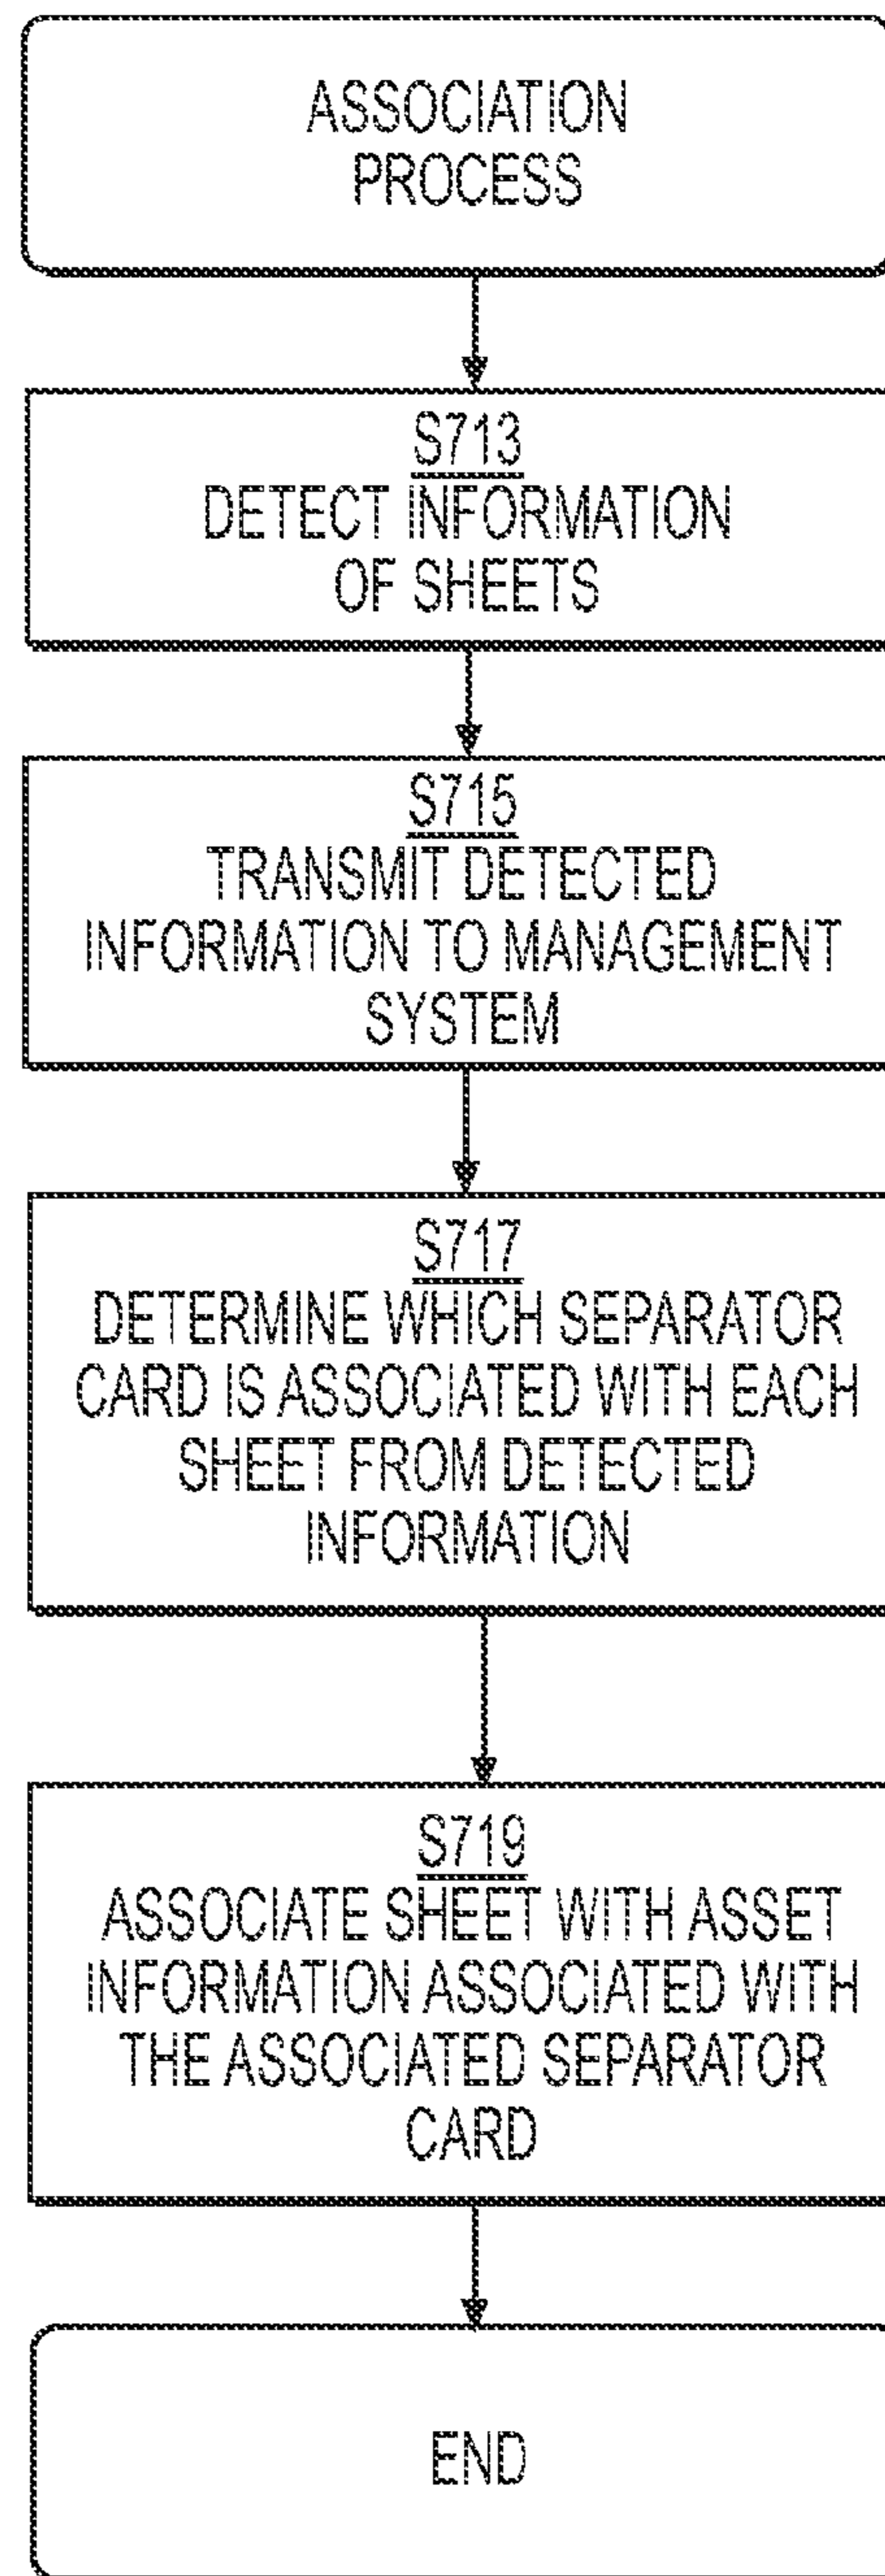 ASSOCIATION
PROCESS
S713
DETECT INFORMATION
OF SHEETS
S715
TRANSMIT DETECTED
INFORMATION TO MANAGEMENT
SYSTEM
S717
DETERMINE WHICH SEPARATOR
CARD IS ASSOCIATED WITH EACH
SHEET FROM DETECTED
INFORMATION
S719
ASSOCIATE SHEET WITH ASSET
INFORMATION ASSOCIATED WITH
THE ASSOCIATED SEPARATOR
CARD
END